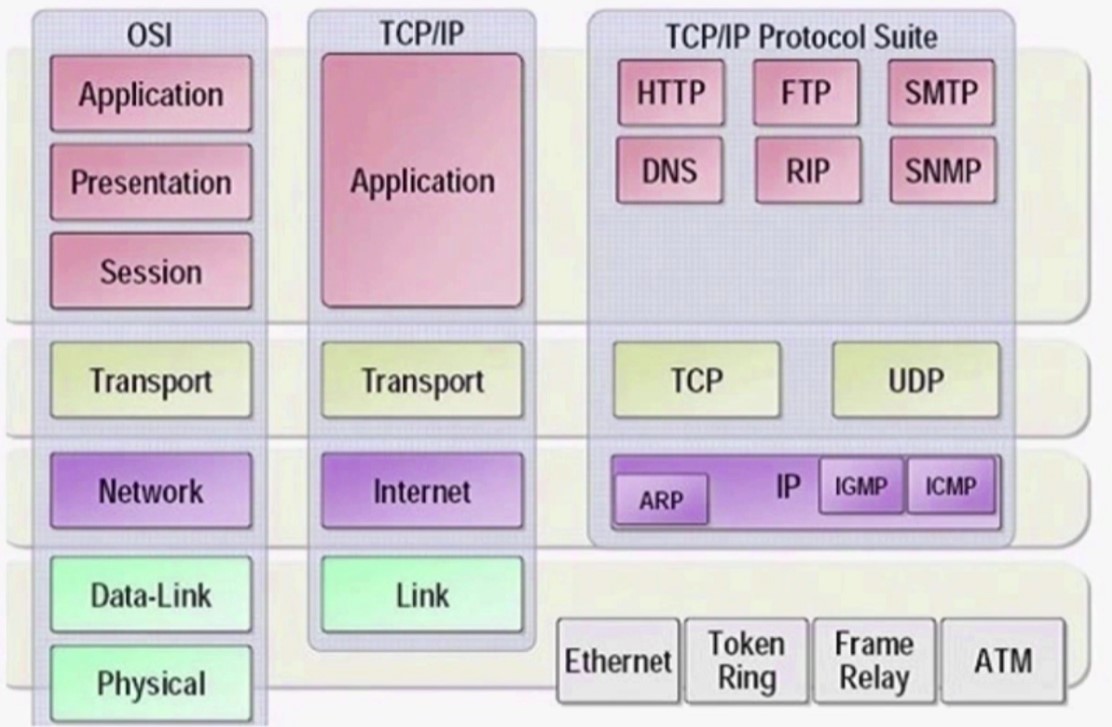 OSI
TCP/IP
TCP/IP Protocol Suite
Application
Presentation
Session
Application
HTTP
FTP
SMTP
DNS
RIP
SNMP
Transport
Transport
TCP
UDP
Network
Internet
ARP
IP
IGMP
ICMP
Data-Link
Link
Physical
Ethernet
Token
Ring
Frame
Relay
ATM